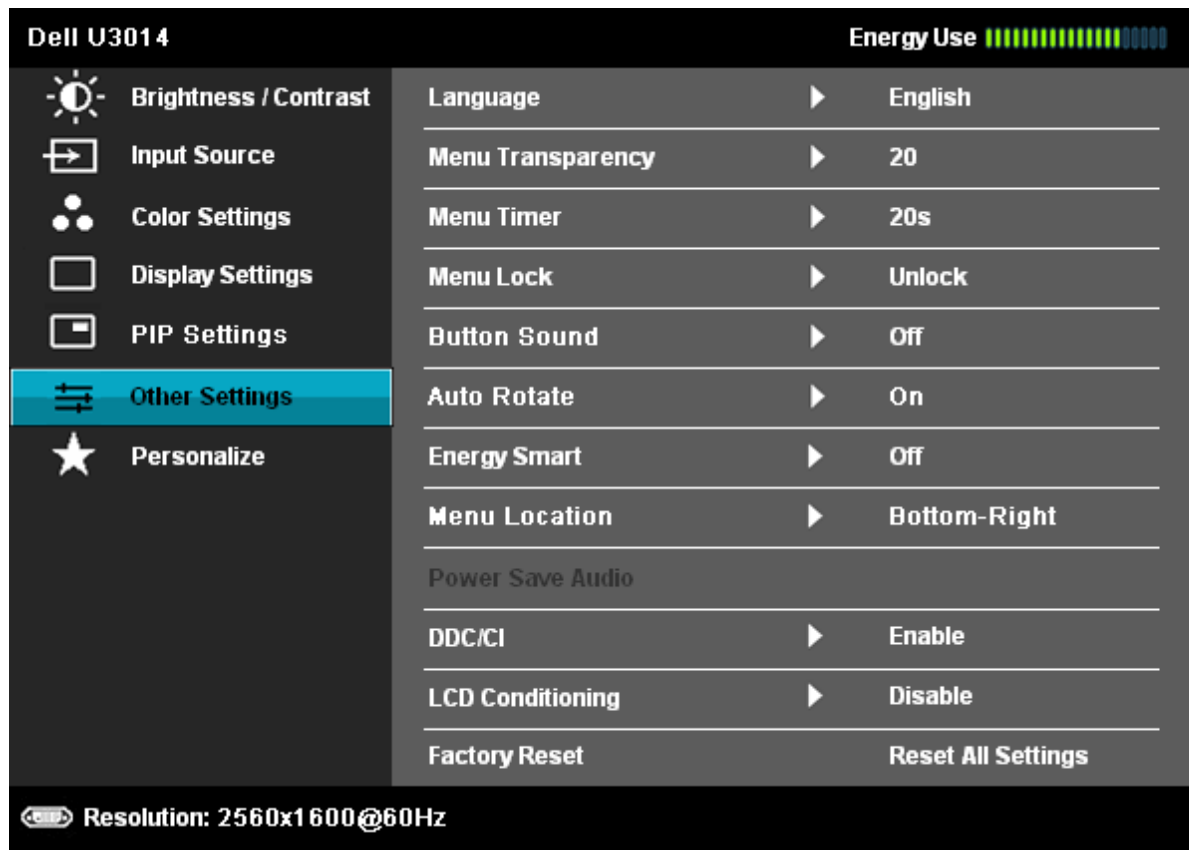 Dell U3014 Energy Use
Brightness / Contrast Language English
Input Source Menu Transparency 20
Color Settings Menu Timer 20s
Display Settings Menu Lock Unlock
PIP Settings Button Sound Off
Other Settings Auto Rotate On
Personalize Energy Smart Off
Menu Location Bottom-Right
Power Save Audio
DDC/CI Enable
LCD Conditioning Disable
Factory Reset Reset All Settings
Resolution: 2560x1600@60Hz